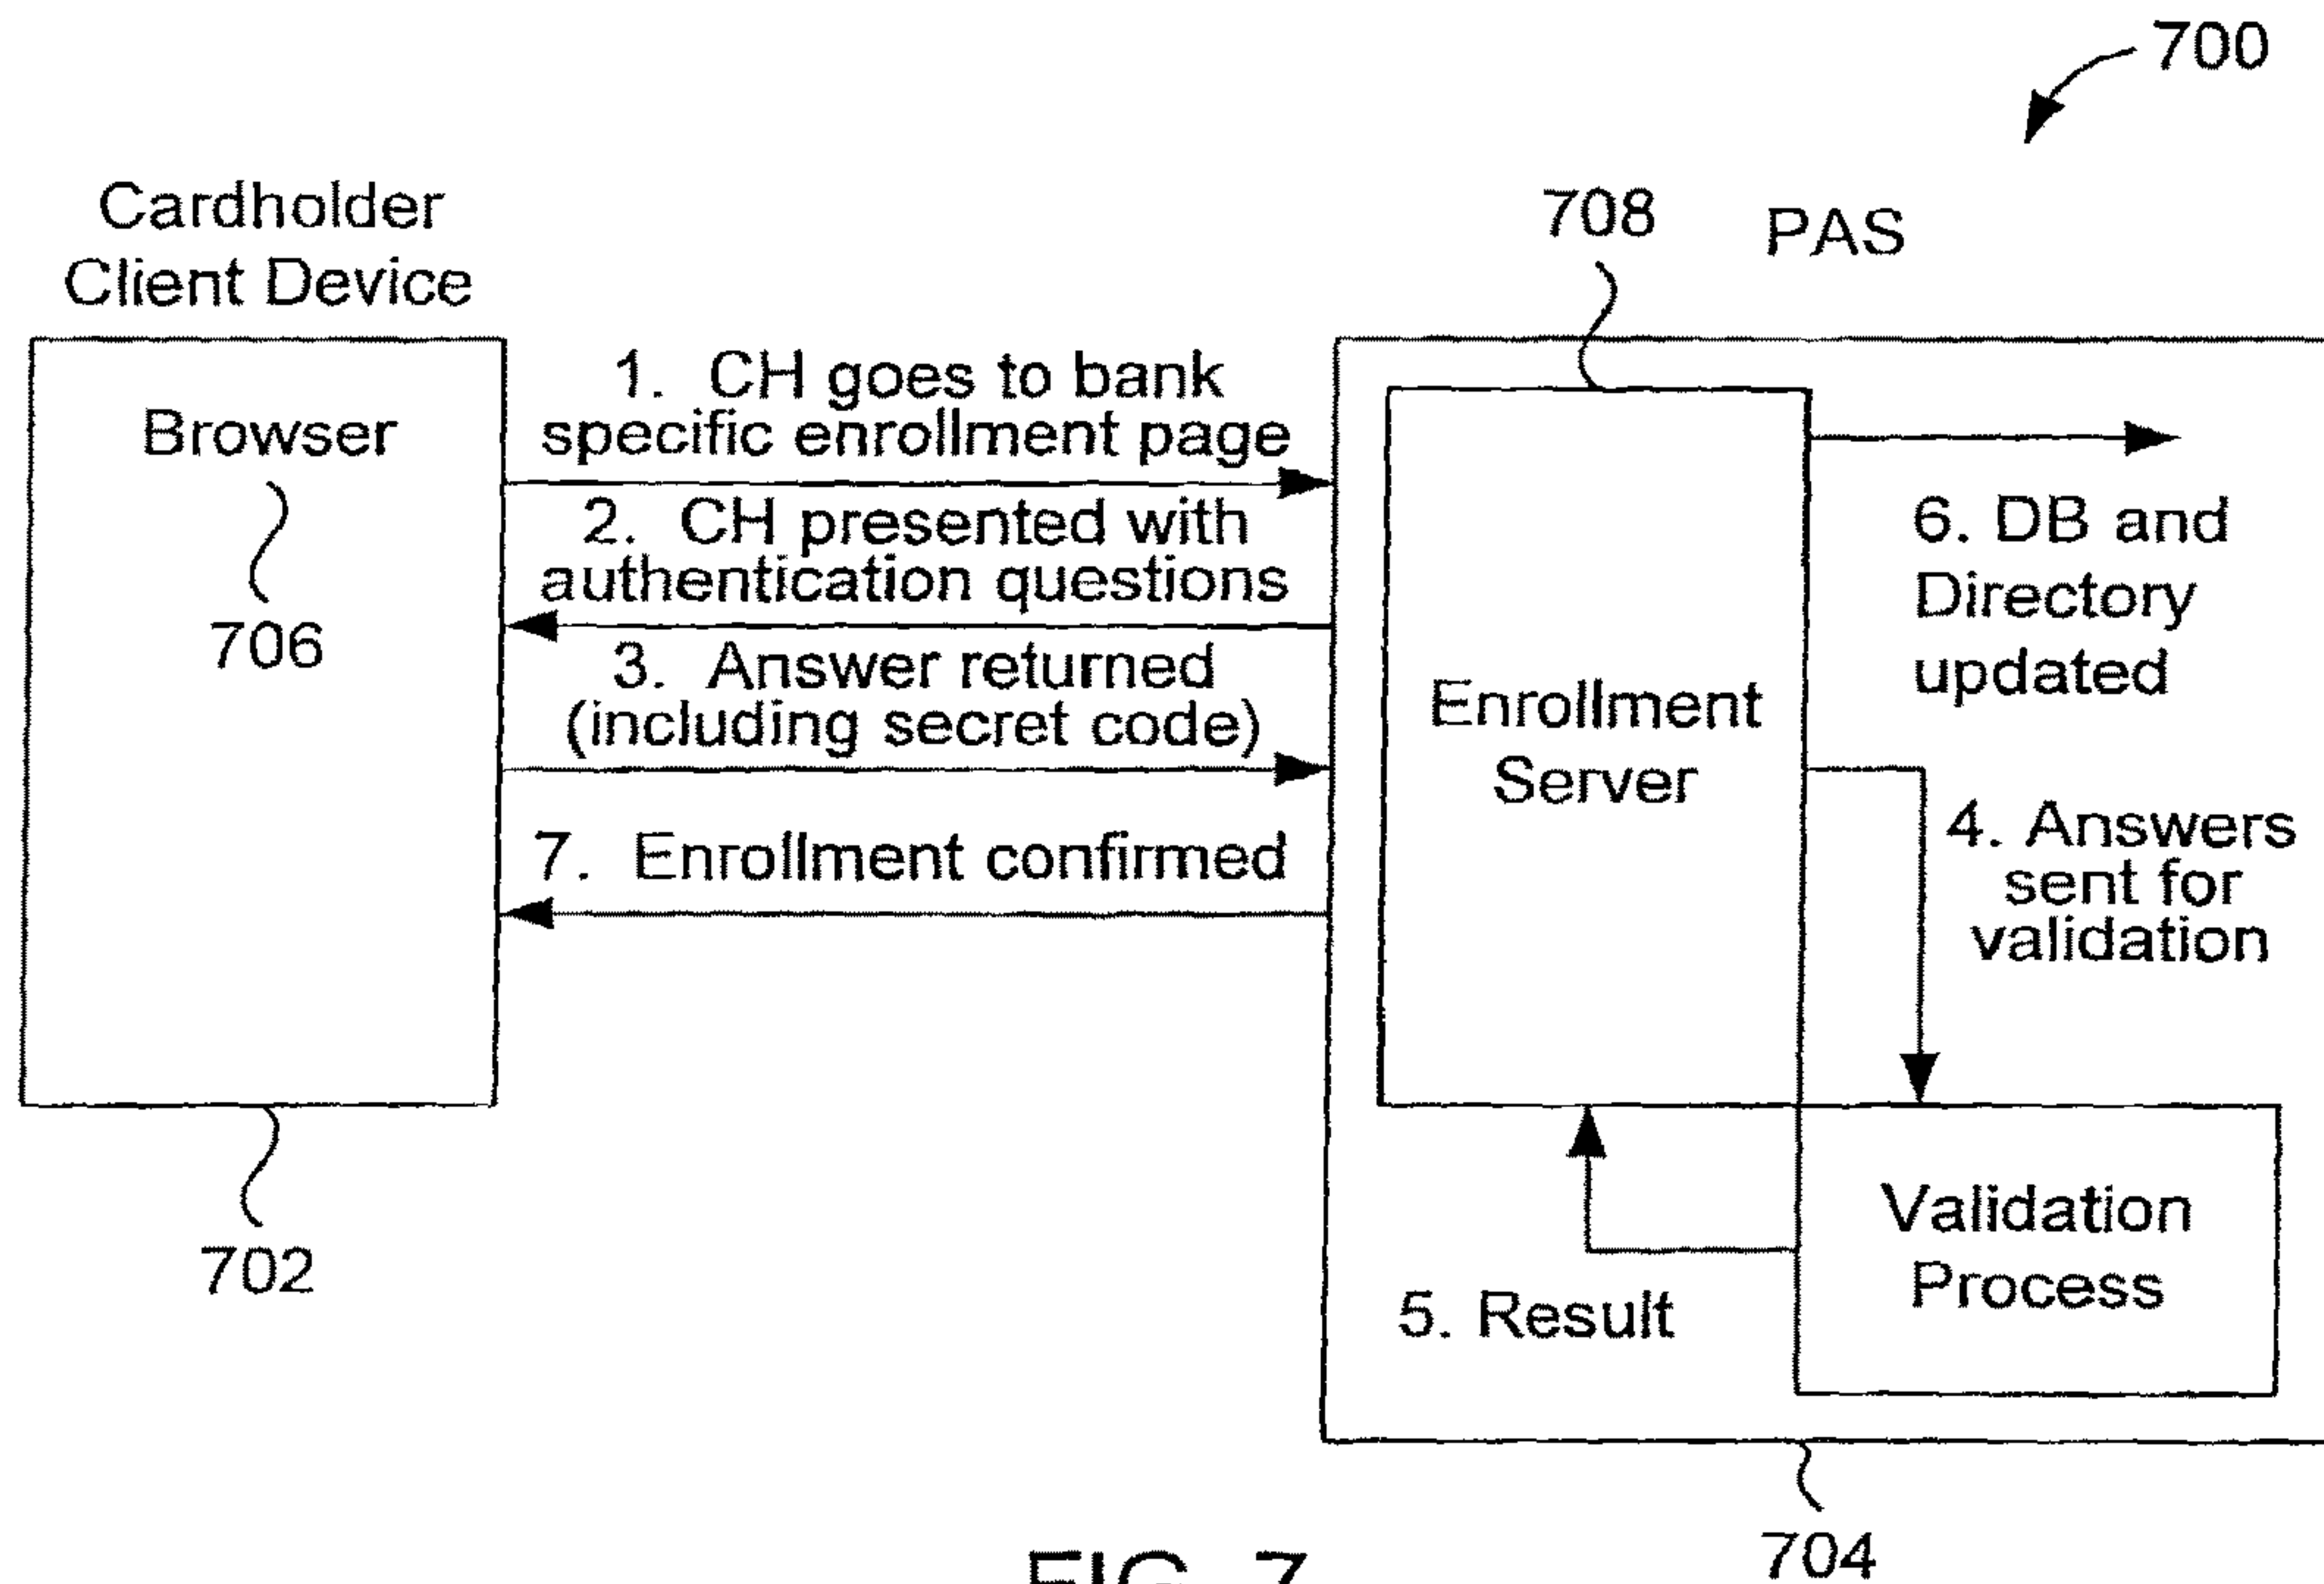 700
Cardholder
Client Device
708
PAS
Browser
706
1. CH goes to bank
specific enrollment page
2. CH presented with
authentication questions
3. Answer returned
(including secret code)
7. Enrollment confirmed
Enrollment
Server
6. DB and
Directory
updated
4. Answers
sent for
validation
5. Result
Validation
Process
702
704
FIG. 7